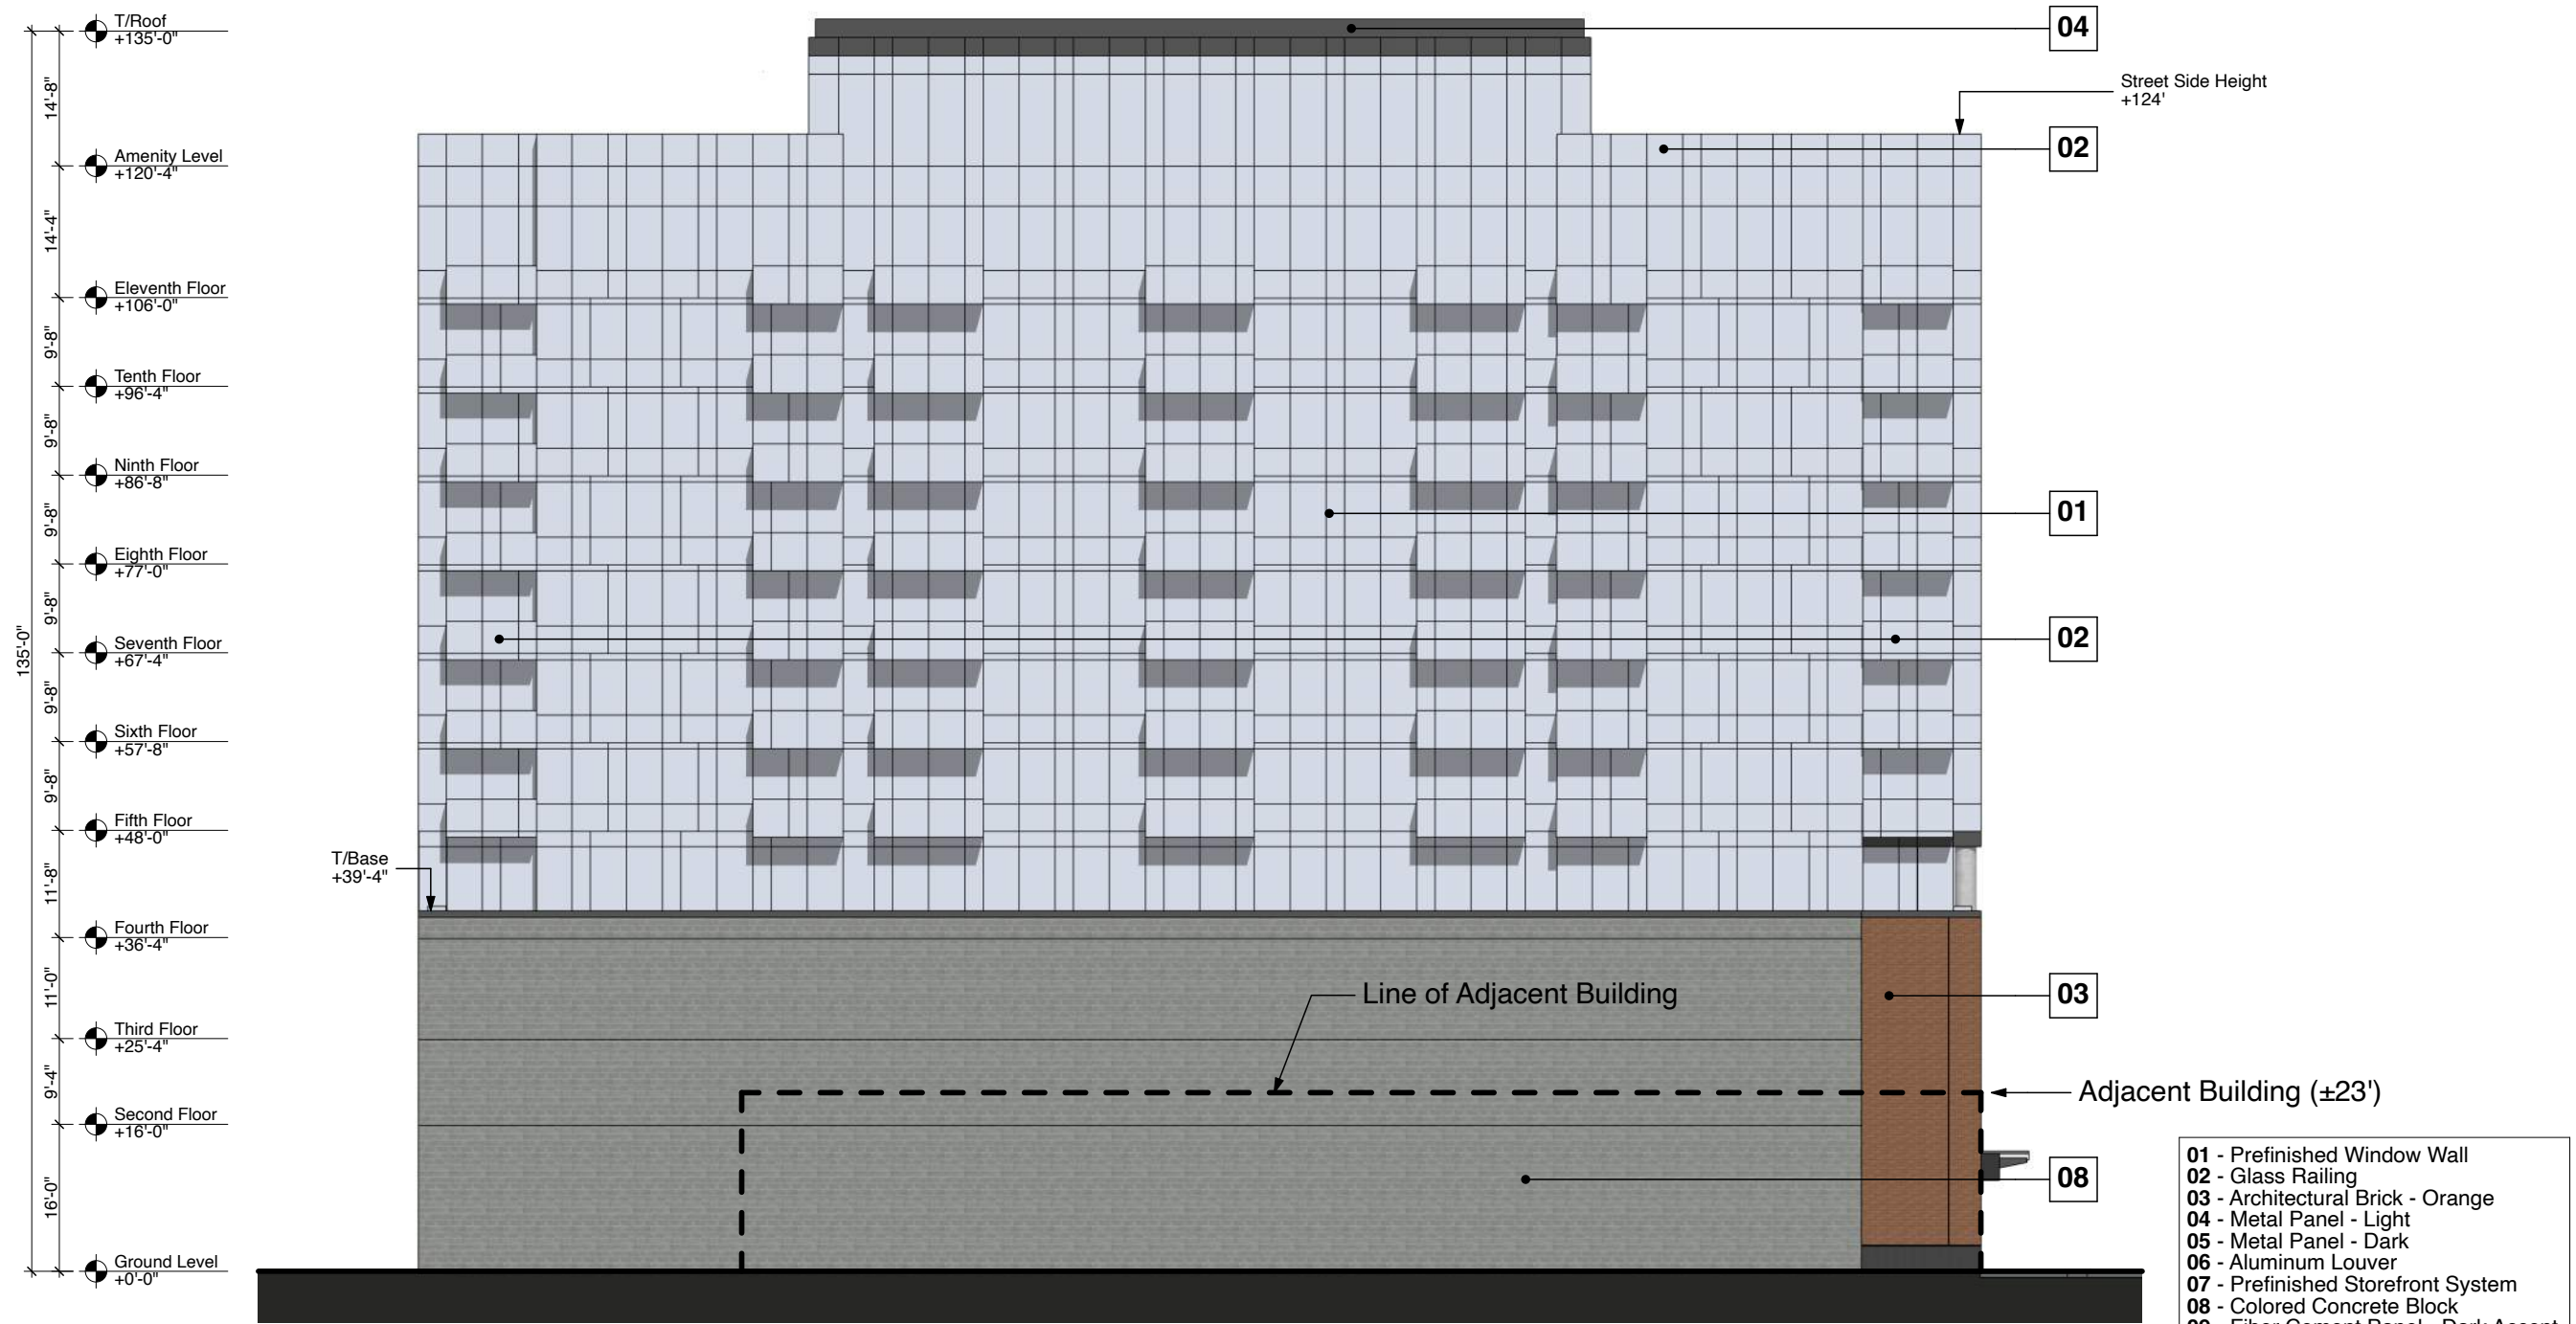 T/Roof
+135'-0"
04
14'-8"
Street Side Height
+124'
Amenity Level
+120'-4"
02
14'-4"
Eleventh Floor
+106'-0"
9'-8"
Tenth Floor
+96'-4"
9'-8"
Ninth Floor
+86'-8"
9'-8"
01
Eighth Floor
+77'-0"
9'-8"
135'-0"
Seventh Floor
+67'-4"
02
9'-8"
Sixth Floor
+57'-8"
9'-8"
Fifth Floor
+48'-0"
T/Base
+39'-4"
11'-8"
Fourth Floor
+36'-4"
11'-0"
Line of Adjacent Building
03
Third Floor
+25'-4"
9'-4"
Adjacent Building (±23')
Second Floor
+16'-0"
16'-0"
08
Ground Level
+0'-0"
01 - Prefinished Window Wall
02 - Glass Railing
03 - Architectural Brick - Orange
04 - Metal Panel - Light
05 - Metal Panel - Dark
06 - Aluminum Louver
07 - Prefinished Storefront System
08 - Colored Concrete Block
09 - Fiber Cement Panel - Dark Accent